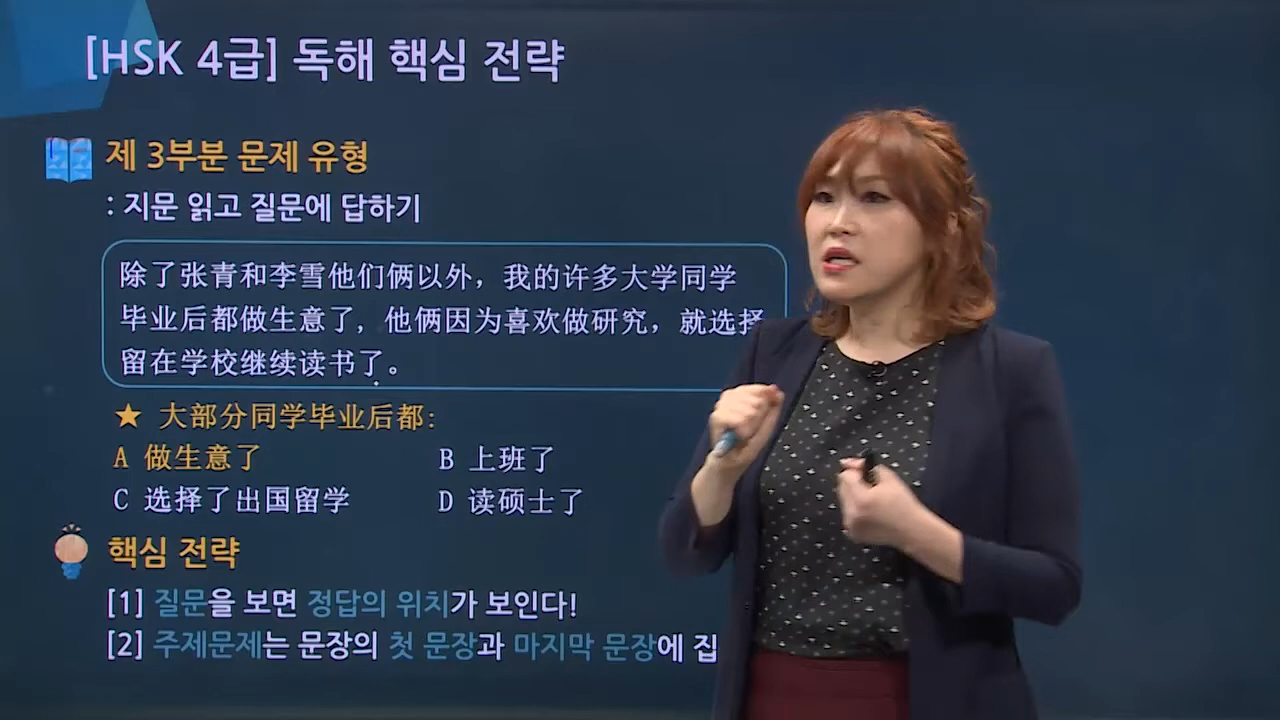 [HSK 4급] 독해 핵심 전략
제 3부분 문제 유형
: 지문 읽고 질문에 답하기
除了张青和李雪他们俩以外，我的许多大学同学
毕业后都做生意了，他俩因为喜欢做研究，就选择
留在学校继续读书了。
★ 大部分同学毕业后都:
A 做生意了 B 上班了
C 选择了出国留学 D 读硕士了
핵심 전략
[1] 질문을 보면 정답의 위치가 보인다!
[2] 주제문제는 문장의 첫 문장과 마지막 문장에 집